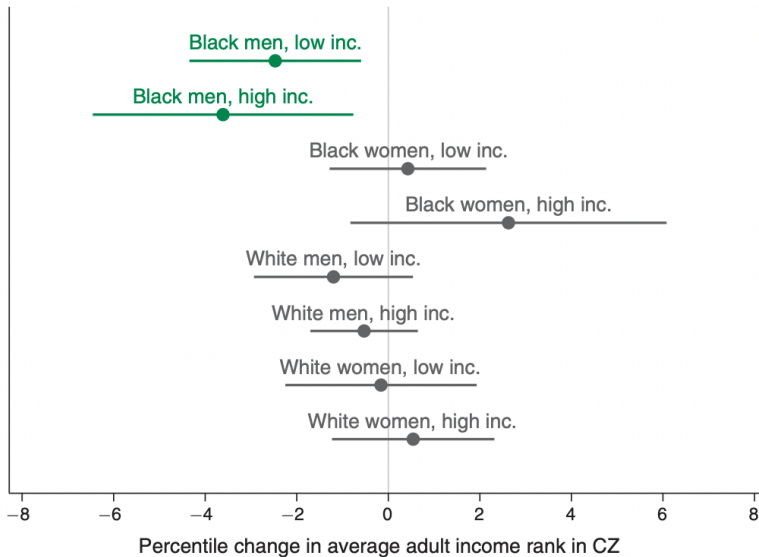 Black men, low inc.
Black men, high inc.
Black women, low inc.
Black women, high inc.
White men, low inc.
White men, high inc.
White women, low inc.
White women, high inc.
−8 −6 −4 −2 0 2 4 6 8
Percentile change in average adult income rank in CZ